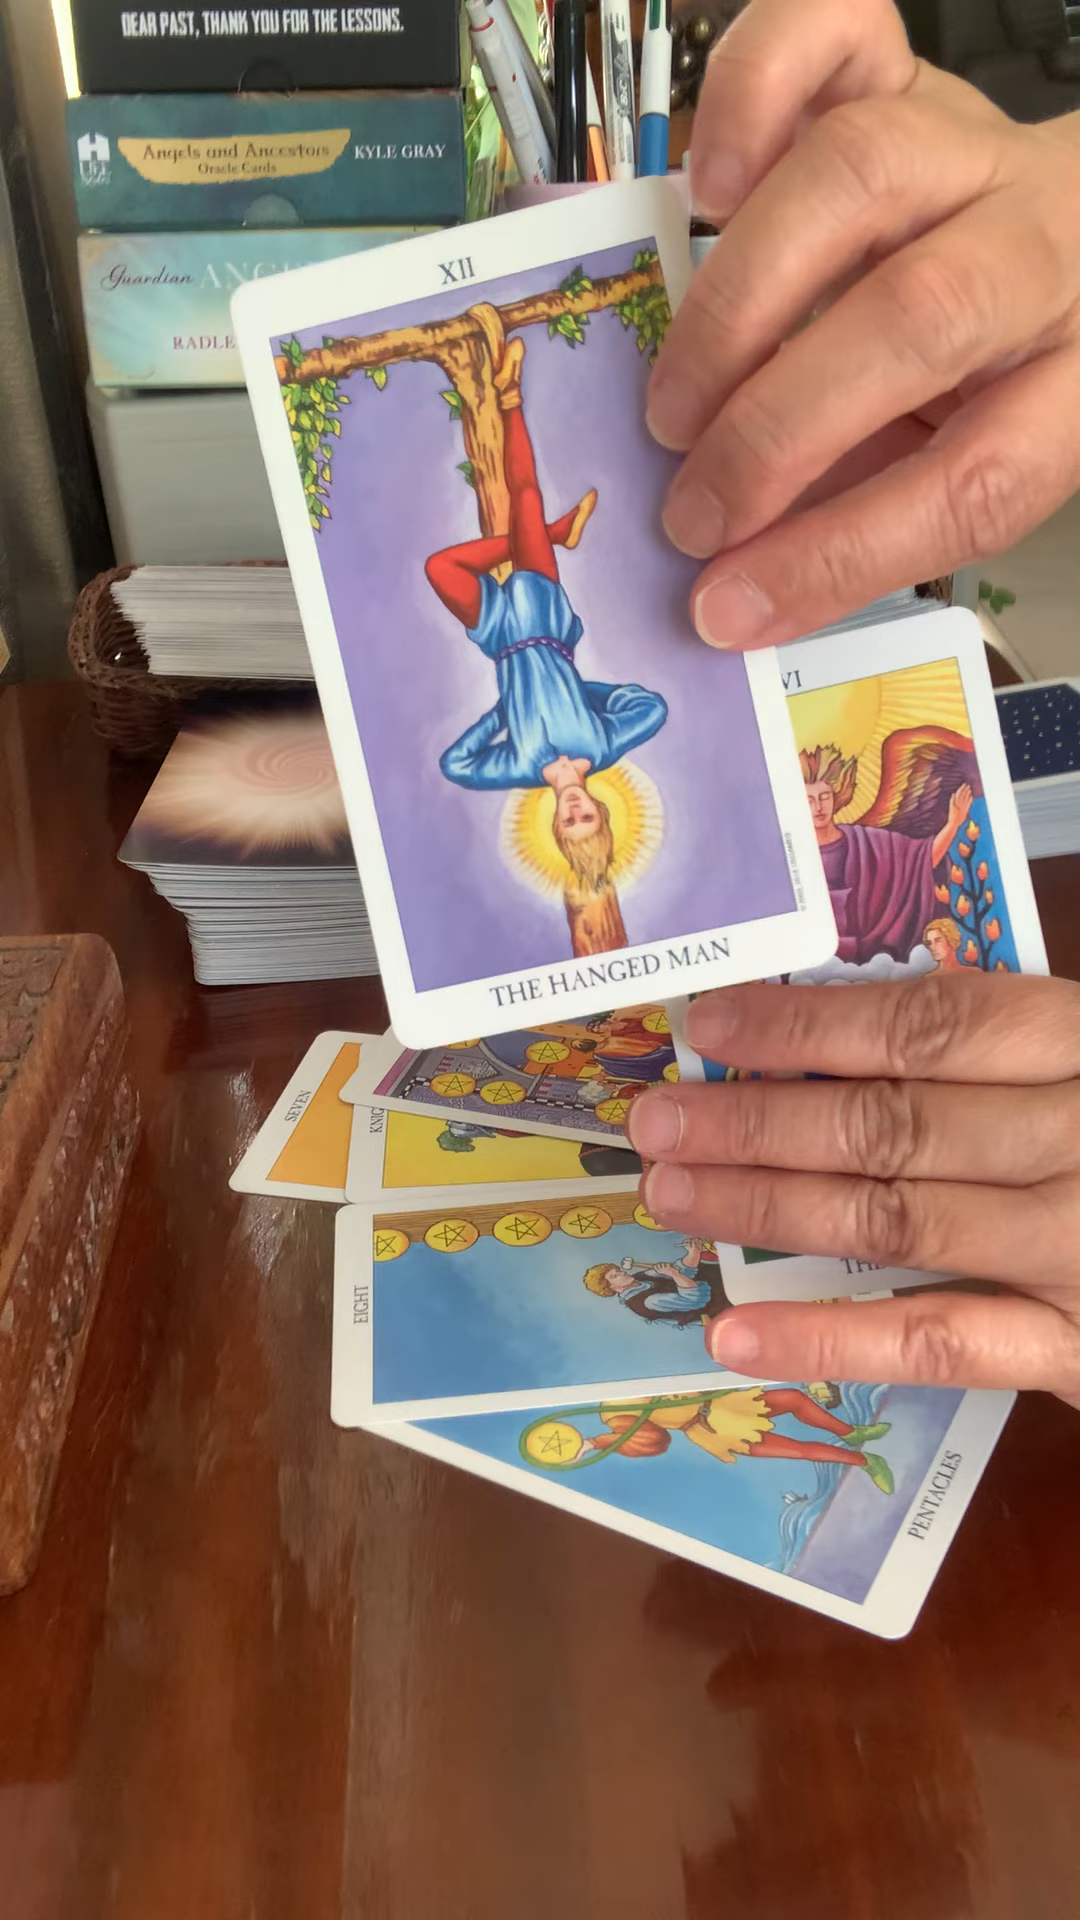 DEAR PAST, THANK YOU FOR THE LESSONS.
Angels and Ancestors
Oracle Cards
KYLE GRAY
Guardian
XII
THE HANGED MAN
VI
SEVEN
EIGHT
PENTACLES